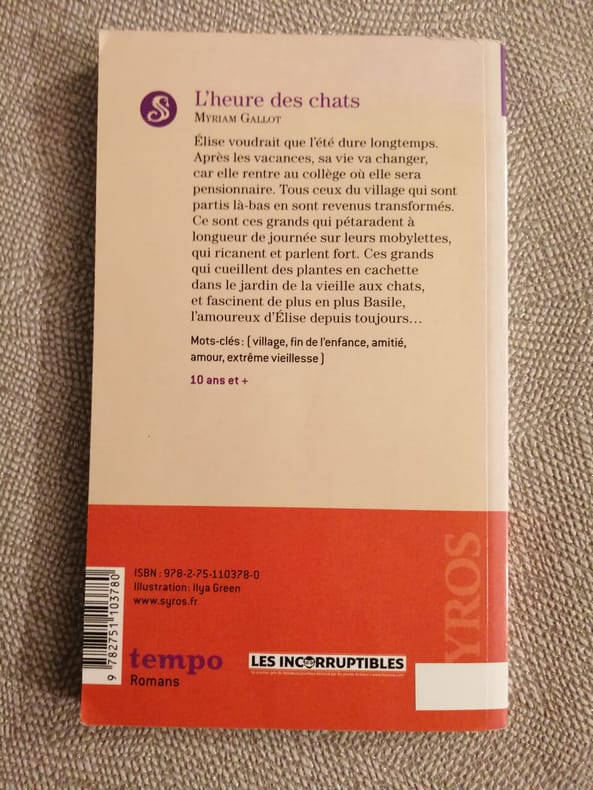 L'heure des chats
MYRIAM GALLOT
Élise voudrait que l'été dure longtemps.
Après les vacances, sa vie va changer,
car elle rentre au collège où elle sera
pensionnaire. Tous ceux du village qui sont
partis là-bas en sont revenus transformés.
Ce sont ces grands qui pétaradent à
longueur de journée sur leurs mobylettes,
qui ricanent et parlent fort. Ces grands
qui cueillent des plantes en cachette
dans le jardin de la vieille aux chats,
et fascinent de plus en plus Basile,
l'amoureux d'Élise depuis toujours...
Mots-clés : ( village, fin de l'enfance, amitié,
amour, extrême vieillesse )
10 ans et +
ISBN : 978-2-75-110378-0
Illustration : Ilya Green
www.syros.fr
9 782751 103780
tempo
Romans
LES INCORRUPTIBLES
YROS